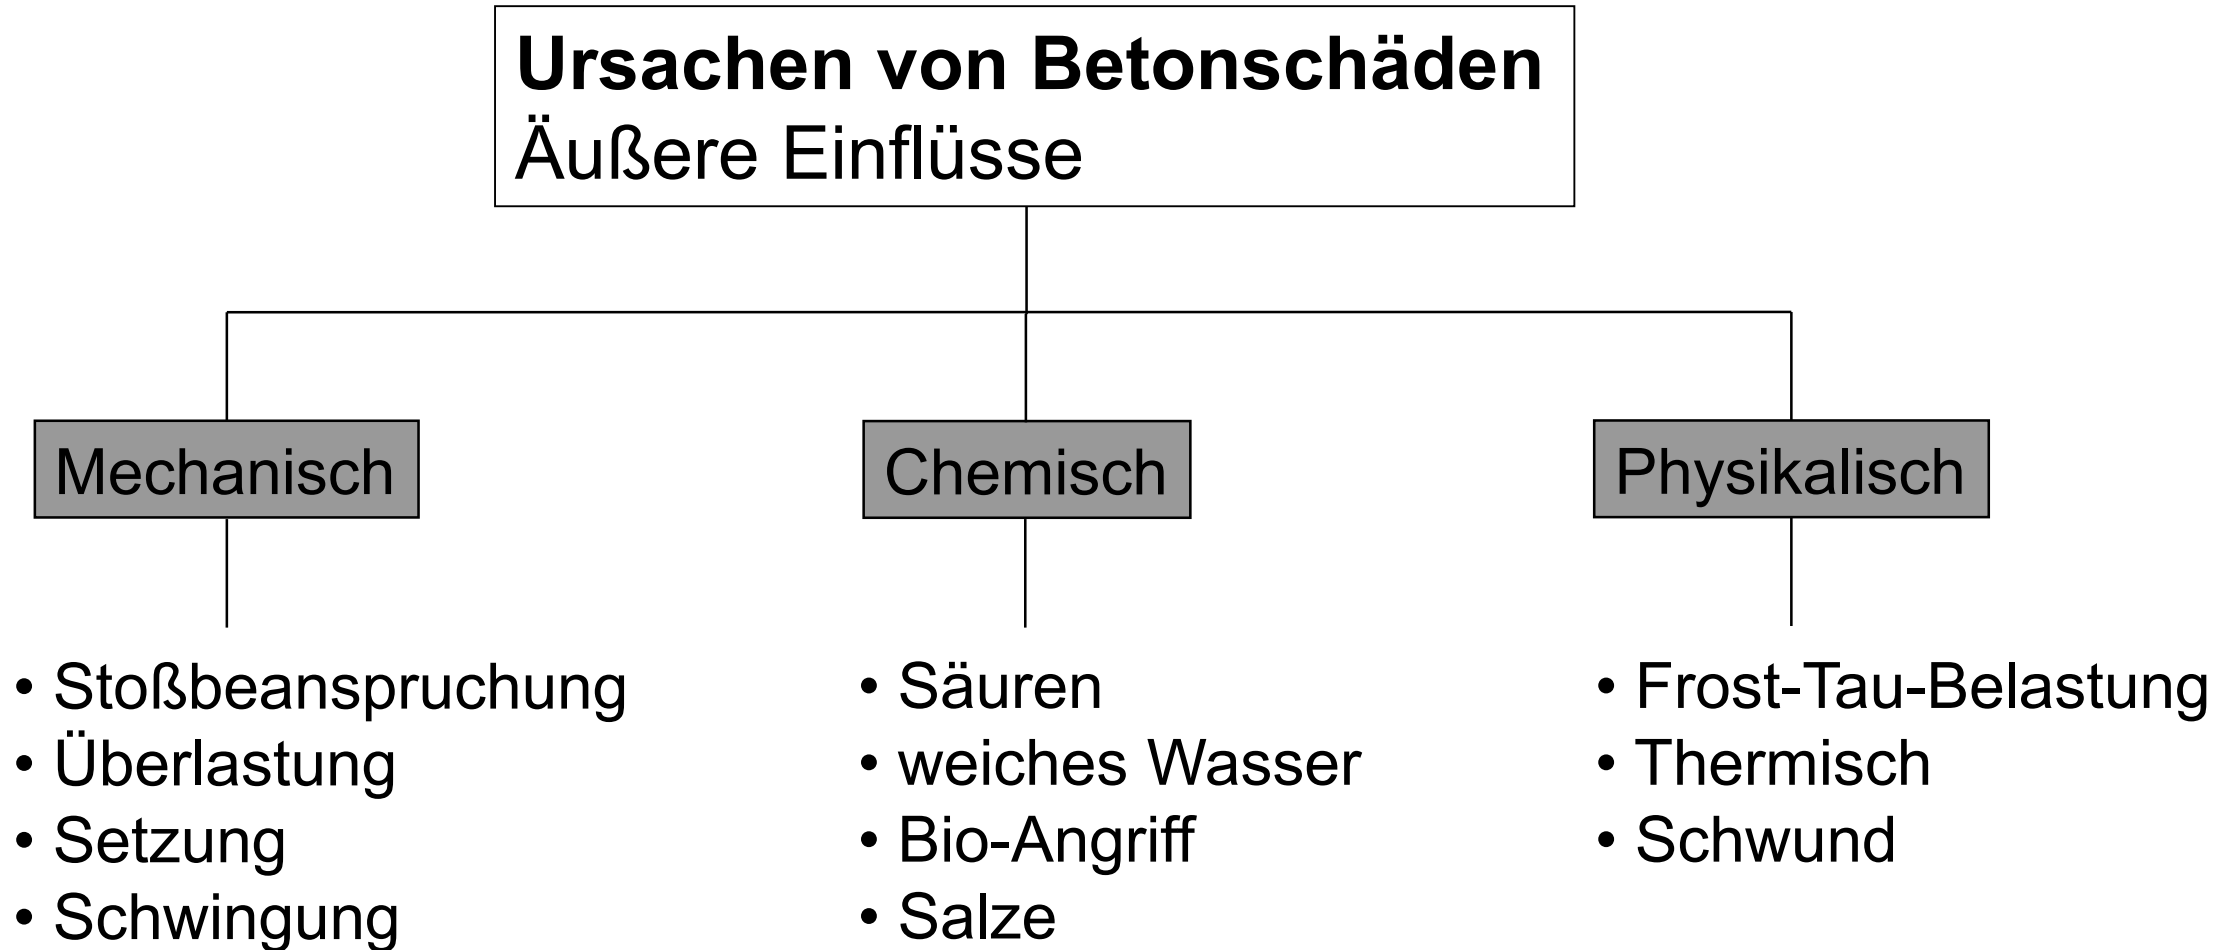 Ursachen von Betonschäden
Äußere Einflüsse
Mechanisch
• Stoßbeanspruchung
• Überlastung
• Setzung
• Schwingung
Chemisch
• Säuren
• weiches Wasser
• Bio-Angriff
• Salze
Physikalisch
• Frost-Tau-Belastung
• Thermisch
• Schwund